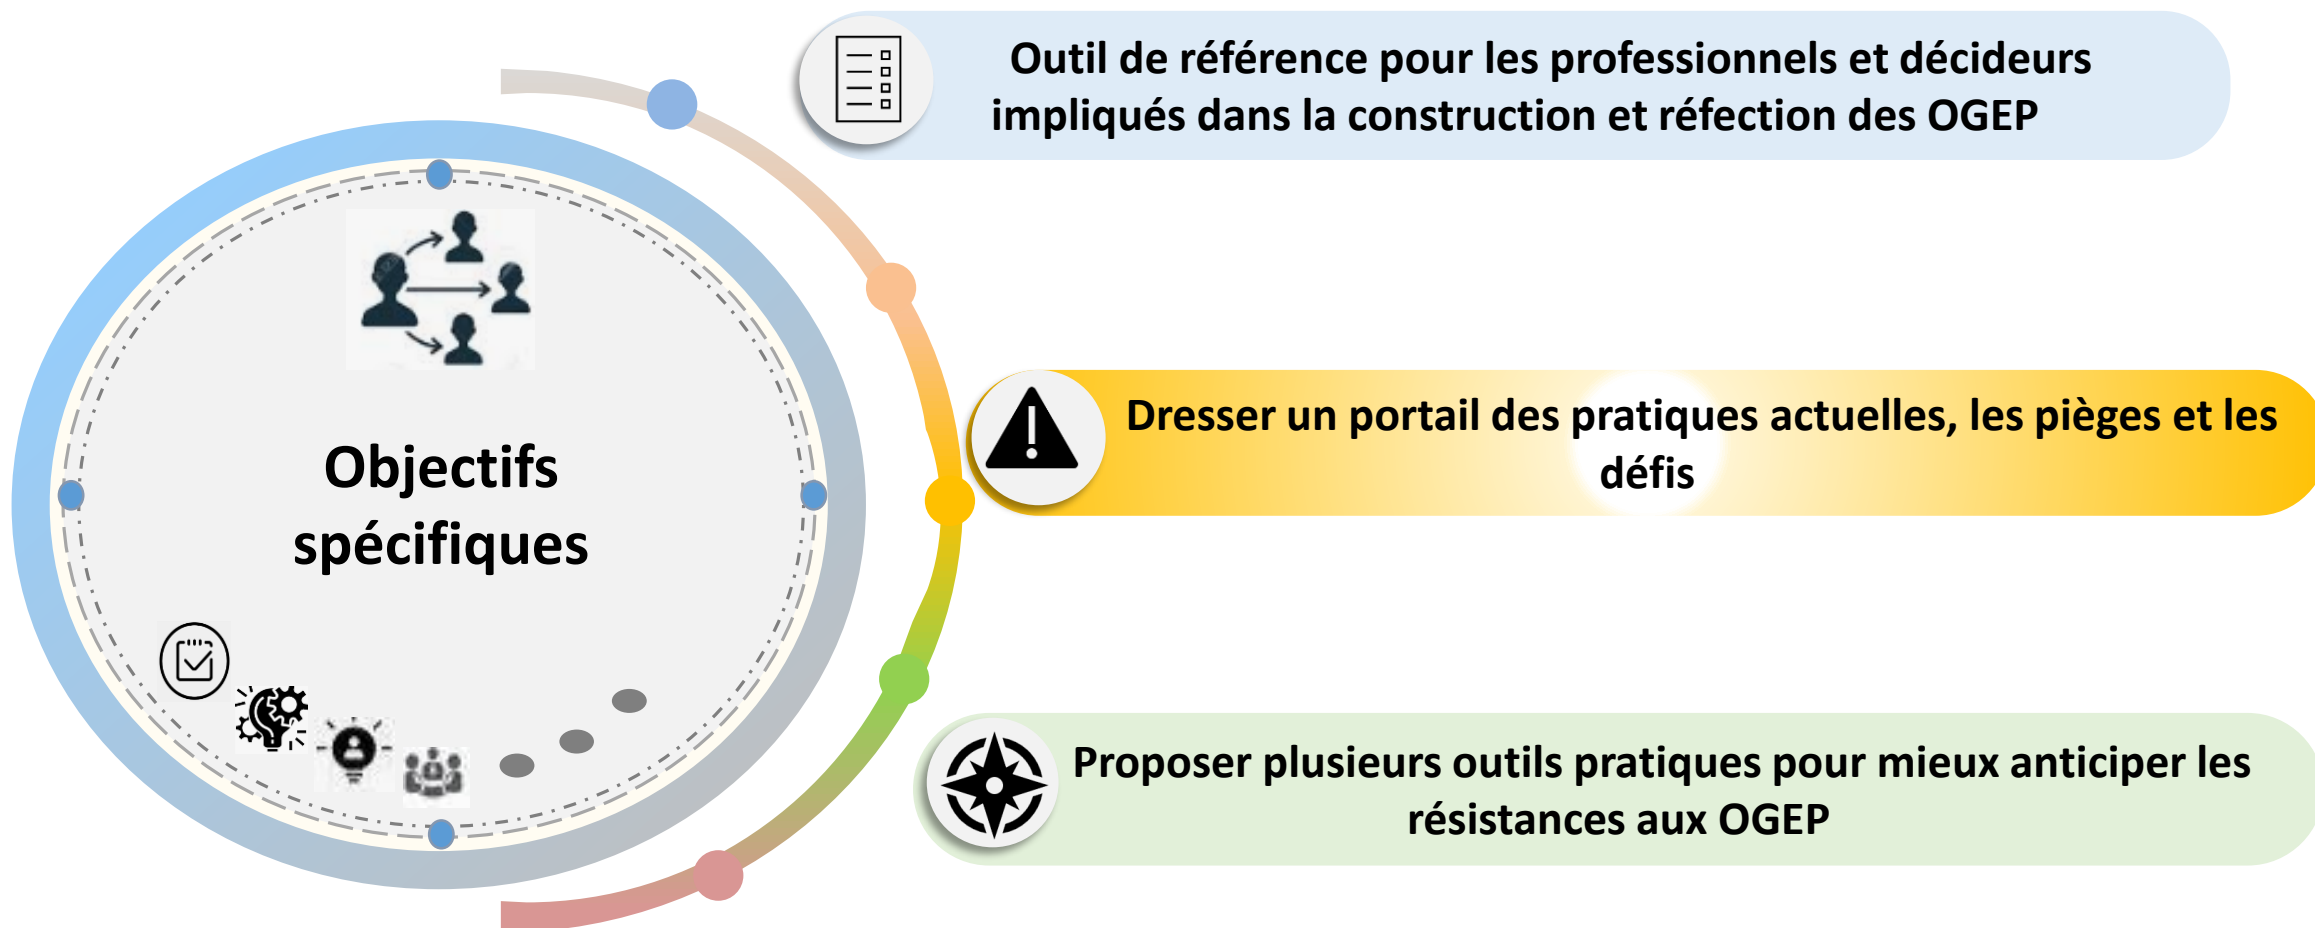 Outil de référence pour les professionnels et décideurs
impliqués dans la construction et réfection des OGEP
Objectifs
spécifiques
Dresser un portail des pratiques actuelles, les pièges et les
défis
Proposer plusieurs outils pratiques pour mieux anticiper les
résistances aux OGEP